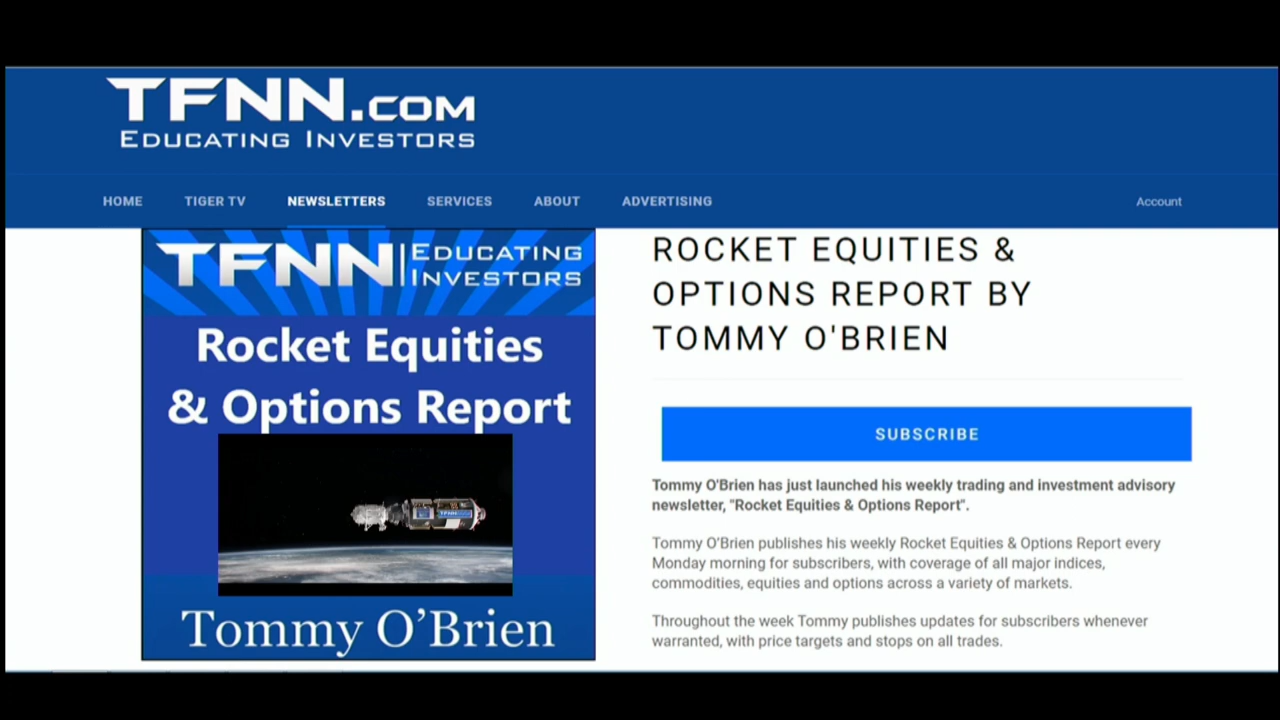 TFNN.COM
EDUCATING INVESTORS
HOME TIGER TV NEWSLETTERS SERVICES ABOUT ADVERTISING Account
TFNN EDUCATING
INVESTORS
Rocket Equities
& Options Report
TFNN
Tommy O’Brien
ROCKET EQUITIES &
OPTIONS REPORT BY
TOMMY O'BRIEN
SUBSCRIBE
Tommy O'Brien has just launched his weekly trading and investment advisory
newsletter, "Rocket Equities & Options Report".
Tommy O’Brien publishes his weekly Rocket Equities & Options Report every
Monday morning for subscribers, with coverage of all major indices,
commodities, equities and options across a variety of markets.
Throughout the week Tommy publishes updates for subscribers whenever
warranted, with price targets and stops on all trades.